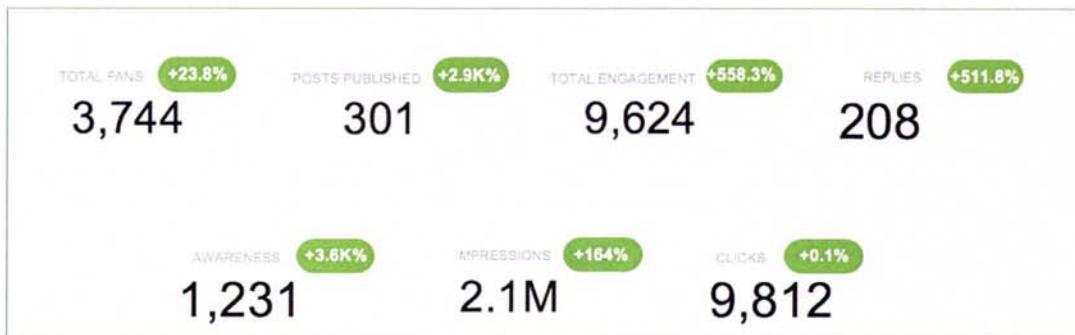 TOTAL FANS +23.8% POSTS PUBLISHED +2.9K% TOTAL ENGAGEMENT +558.3% REPLIES +511.8%
3,744 301 9,624 208
AWARENESS +3.6K% MPRESSIONS +164% CLICKS +0.1%
1,231 2.1M 9,812